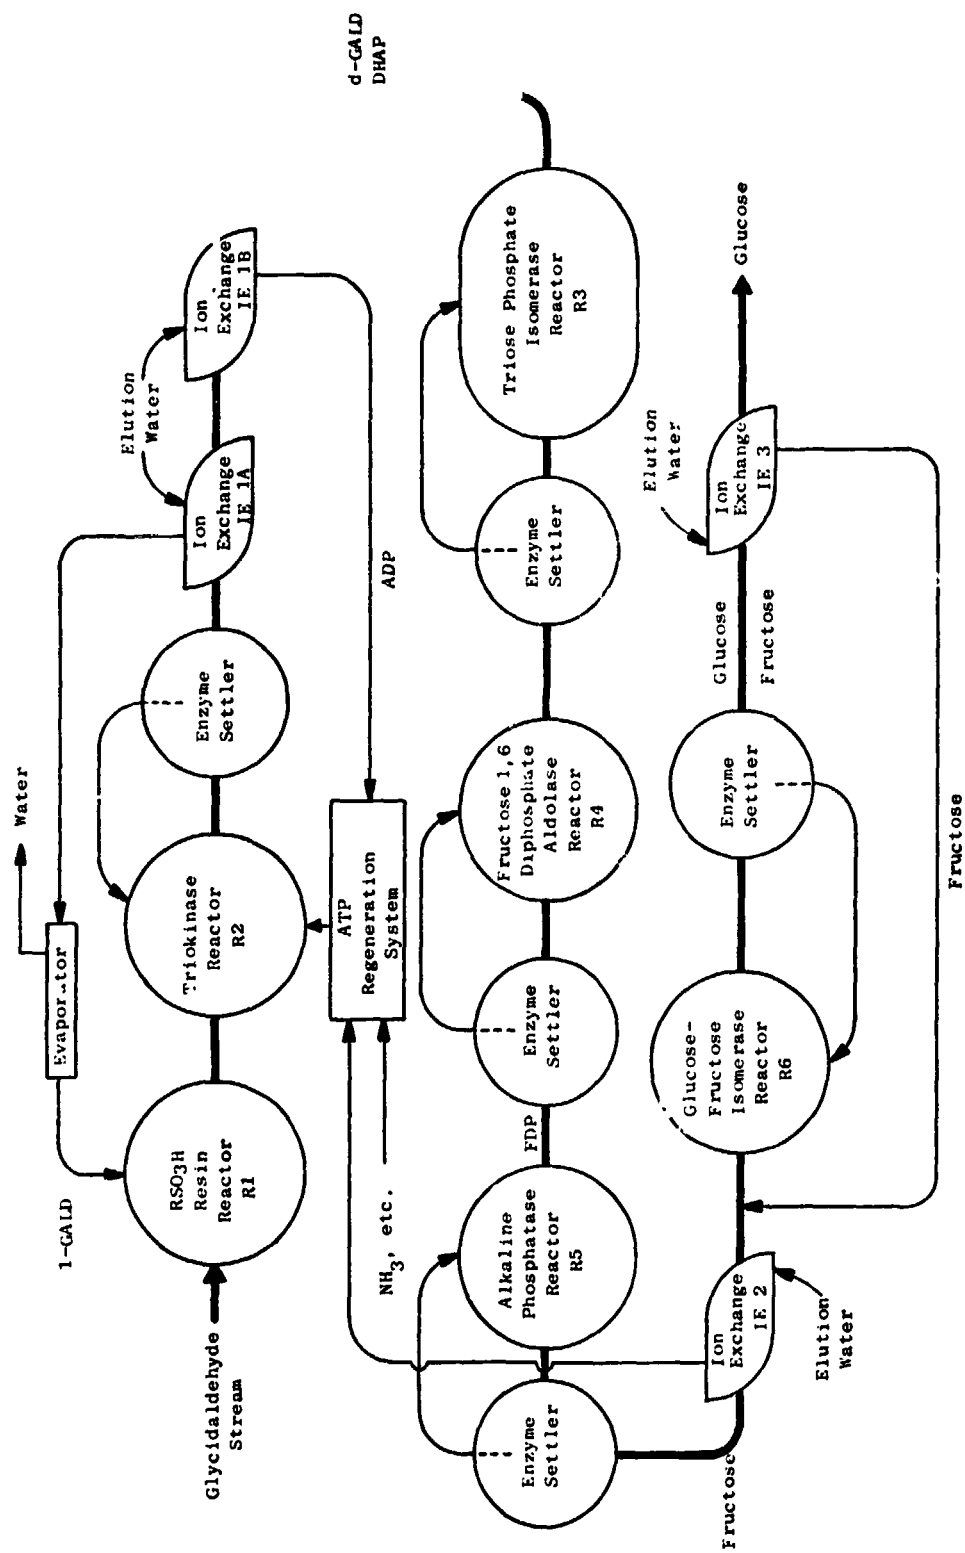 Water
Evaporator
1-GALD
Glycidaldehyde
Stream
RSO3H
Resin
Reactor
R1
Triokinase
Reactor
R2
Enzyme
Settler
Ion
Exchange
IE 1A
Elution
Water
Ion
Exchange
IE 1B
ADP
ATP
Regeneration
System
NH3, etc.
d-GALD
DHAP
Triose Phosphate
Isomerase
Reactor
R3
Enzyme
Settler
Fructose 1,6
Diphosphate
Aldolase
Reactor
R4
Enzyme
Settler
FDP
Alkaline
Phosphatase
Reactor
R5
Enzyme
Settler
Fructose
Ion
Exchange
IE 2
Elution
Water
Glucose-
Fructose
Isomerase
Reactor
R6
Enzyme
Settler
Glucose
Fructose
Elution
Water
Ion
Exchange
IE 3
Glucose
Fructose